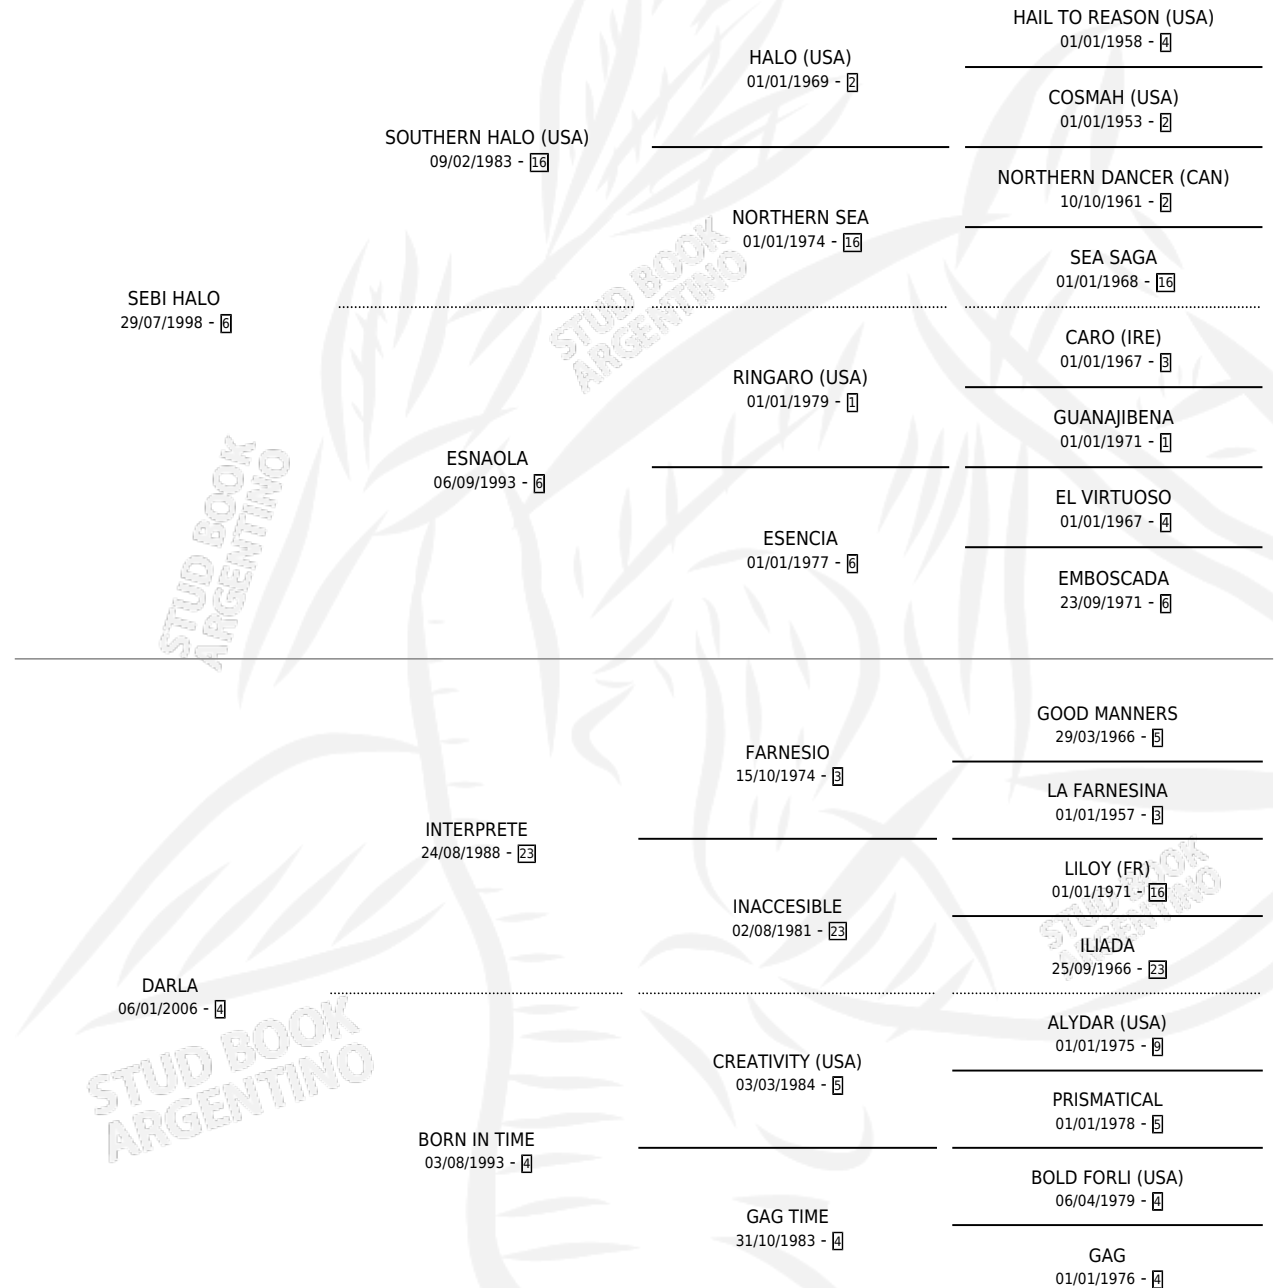 HAIL TO REASON (USA)
01/01/1958 - 4
HALO (USA)
01/01/1969 - 2
COSMAH (USA)
01/01/1953 - 2
SOUTHERN HALO (USA)
09/02/1983 - 16
NORTHERN DANCER (CAN)
10/10/1961 - 2
NORTHERN SEA
01/01/1974 - 16
SEA SAGA
01/01/1968 - 16
SEBI HALO
29/07/1998 - 6
CARO (IRE)
01/01/1967 - 3
RINGARO (USA)
01/01/1979 - 1
GUANAJIBENA
01/01/1971 - 1
ESNAOLA
06/09/1993 - 6
EL VIRTUOSO
01/01/1967 - 4
ESENCIA
01/01/1977 - 6
EMBOSCADA
23/09/1971 - 6
GOOD MANNERS
29/03/1966 - 5
FARNESIO
15/10/1974 - 3
LA FARNESINA
01/01/1957 - 3
INTERPRETE
24/08/1988 - 23
LILOY (FR)
01/01/1971 - 16
INACCESIBLE
02/08/1981 - 23
ILIADA
25/09/1966 - 23
DARLA
06/01/2006 - 4
ALYDAR (USA)
01/01/1975 - 9
CREATIVITY (USA)
03/03/1984 - 5
PRISMATICAL
01/01/1978 - 5
BORN IN TIME
03/08/1993 - 4
BOLD FORLI (USA)
06/04/1979 - 4
GAG TIME
31/10/1983 - 4
GAG
01/01/1976 - 4
STUD BOOK
ARGENTINO
STUD BOOK
ARGENTINO
STUD BOOK
ARGENTINO
STUD BOOK
ARGENTINO